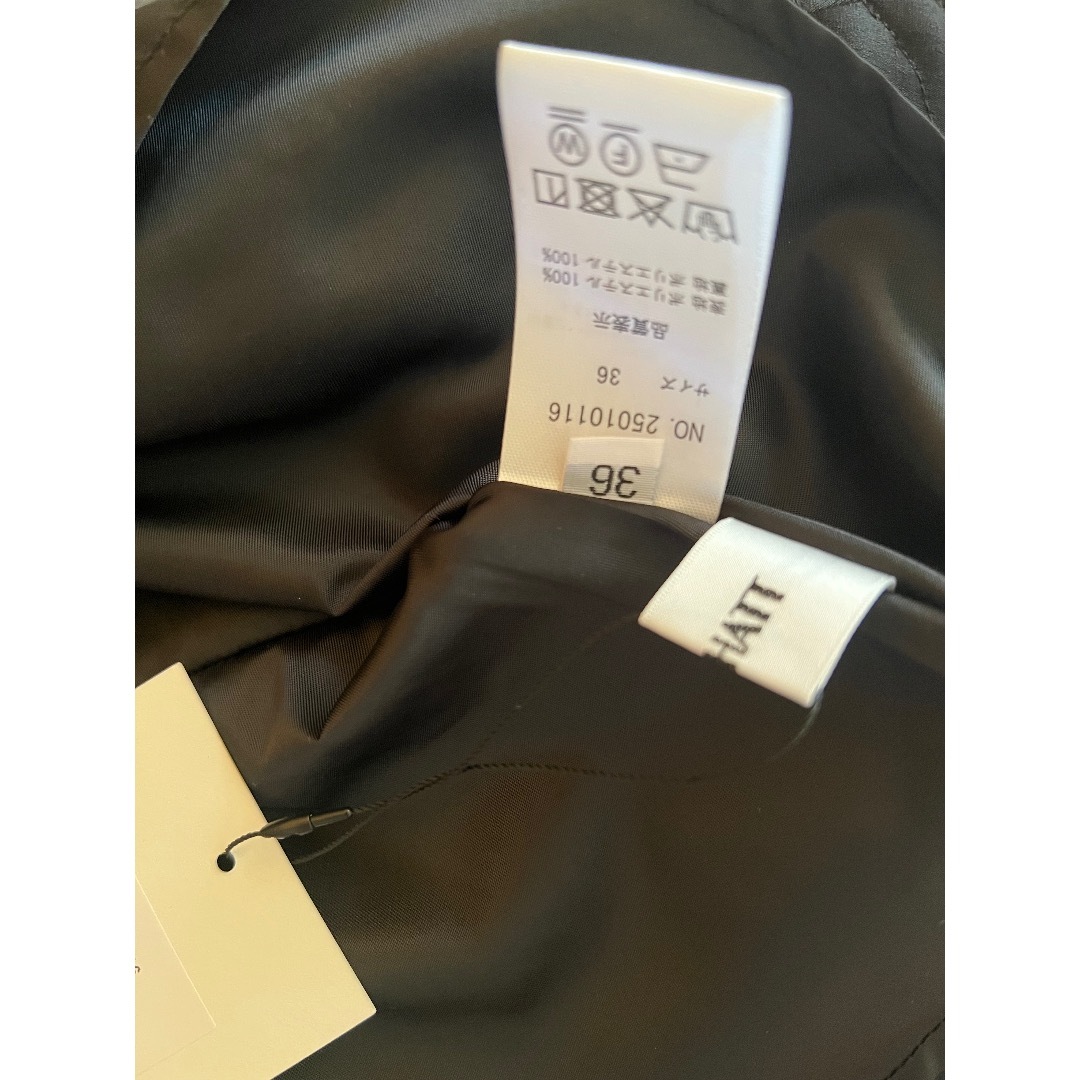 36
NO. 25010116
サイズ 36
品質表示
表地 ポリエステル 100%
裏地 ポリエステル 100%
F
W